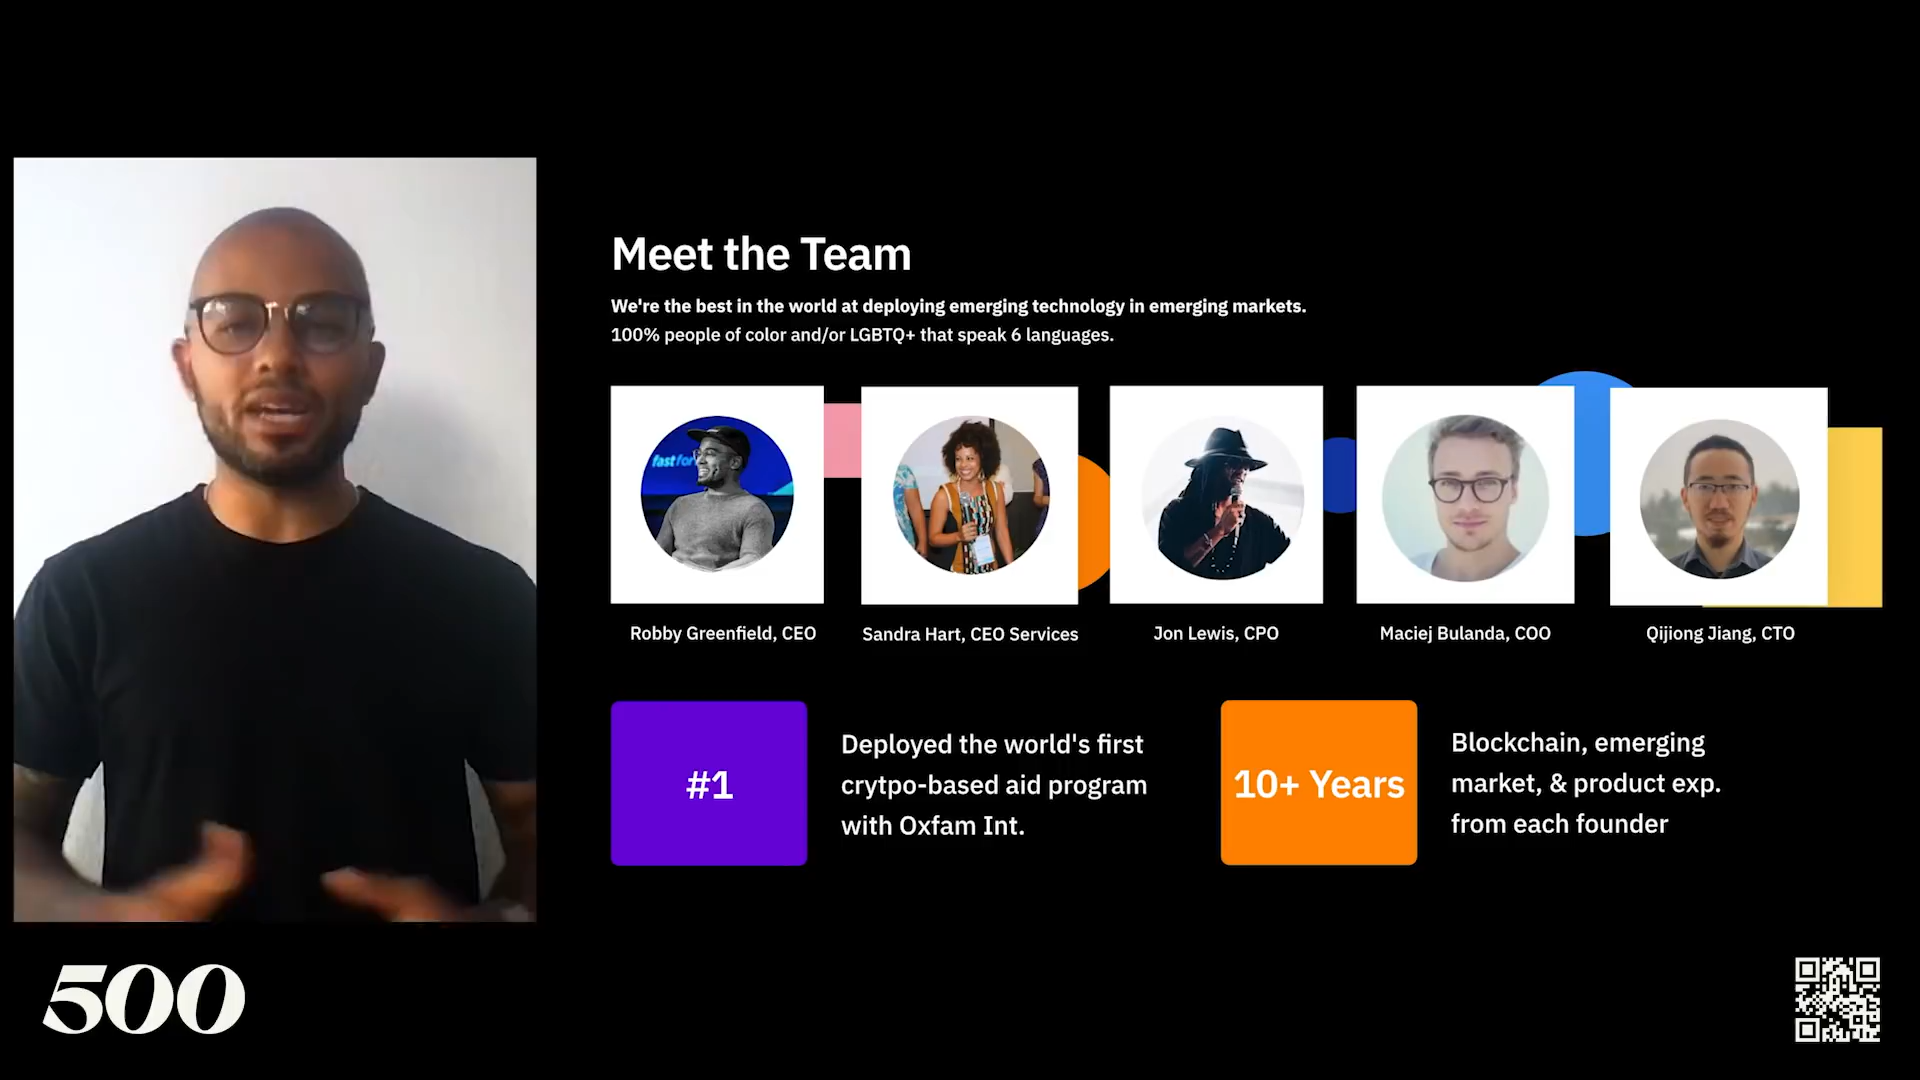 Meet the Team
We're the best in the world at deploying emerging technology in emerging markets.
100% people of color and/or LGBTQ+ that speak 6 languages.
fast for
Robby Greenfield, CEO
Sandra Hart, CEO Services
Jon Lewis, CPO
Maciej Bulanda, COO
Qijiong Jiang, CTO
#1
Deployed the world's first
crytpo-based aid program
with Oxfam Int.
10+ Years
Blockchain, emerging
market, & product exp.
from each founder
500